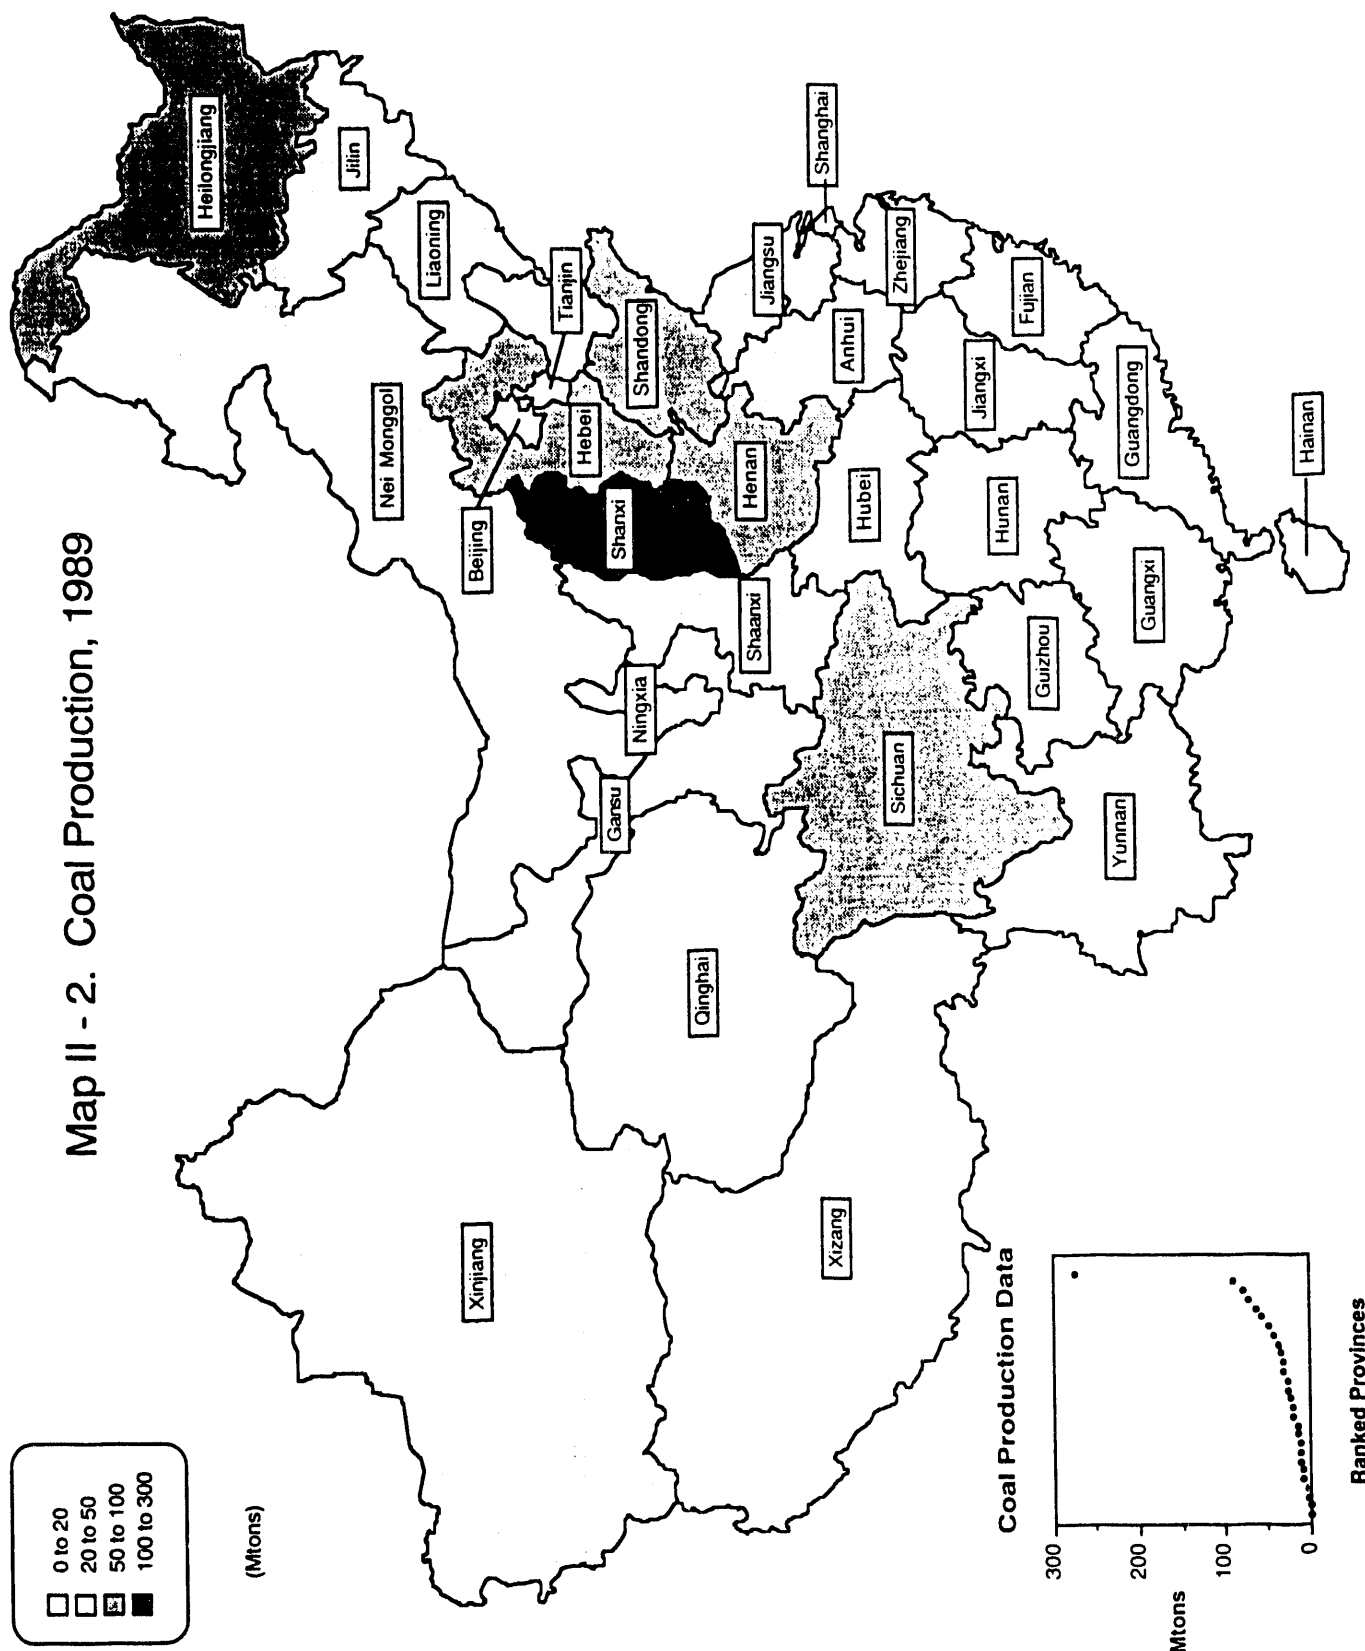 Map II - 2. Coal Production, 1989
0 to 20
20 to 50
50 to 100
100 to 300
(Mtons)
Heilongjiang
Jilin
Liaoning
Nei Monggol
Beijing
Tianjin
Hebei
Shandong
Shanxi
Henan
Shaanxi
Ningxia
Gansu
Qinghai
Xinjiang
Xizang
Sichuan
Hubei
Anhui
Jiangsu
Shanghai
Zhejiang
Jiangxi
Fujian
Hunan
Guizhou
Yunnan
Guangxi
Guangdong
Hainan
Coal Production Data
300
200
100
0
Mtons
Ranked Provinces